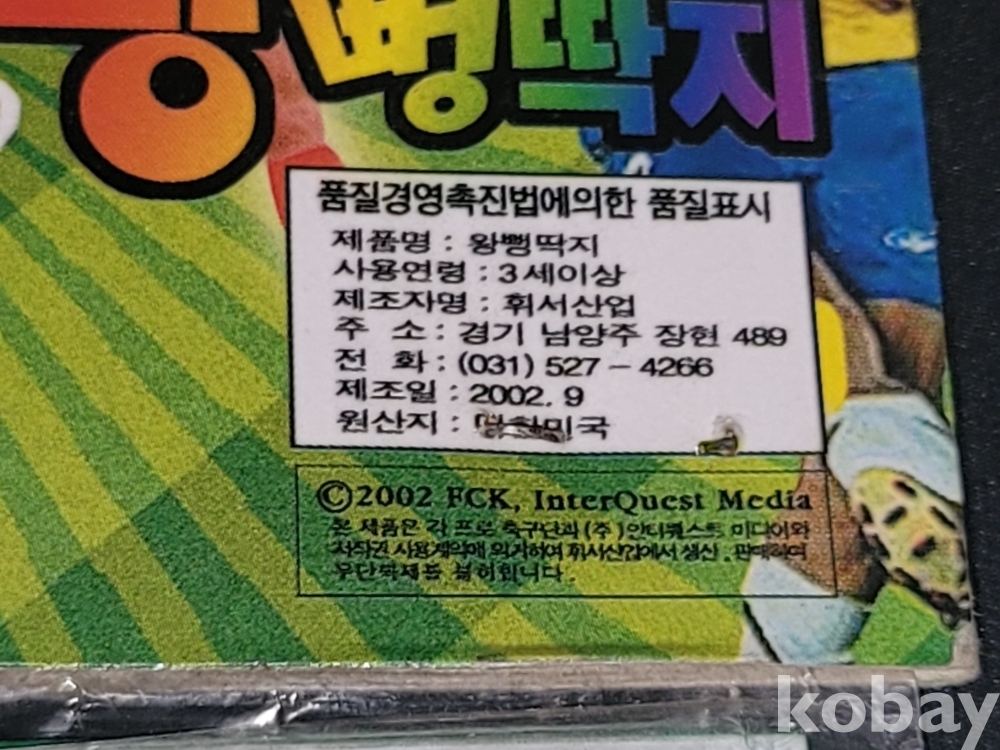 왕뻥딱지
품질경영촉진법에의한 품질표시
제품명 : 왕뻥딱지
사용연령 : 3세이상
제조자명 : 휘서산업
주 소 : 경기 남양주 장현 489
전 화 : (031) 527 - 4266
제조일 : 2002. 9
원산지 : 대한민국
©2002 FCK, InterQuest Media
본 제품은 각 프로 축구단과 (주) 인터퀘스트 미디어와
저작권 사용계약에 의거하여 휘서산업에서 생산 . 판매하며
무단복제를 불허합니다.
kobay